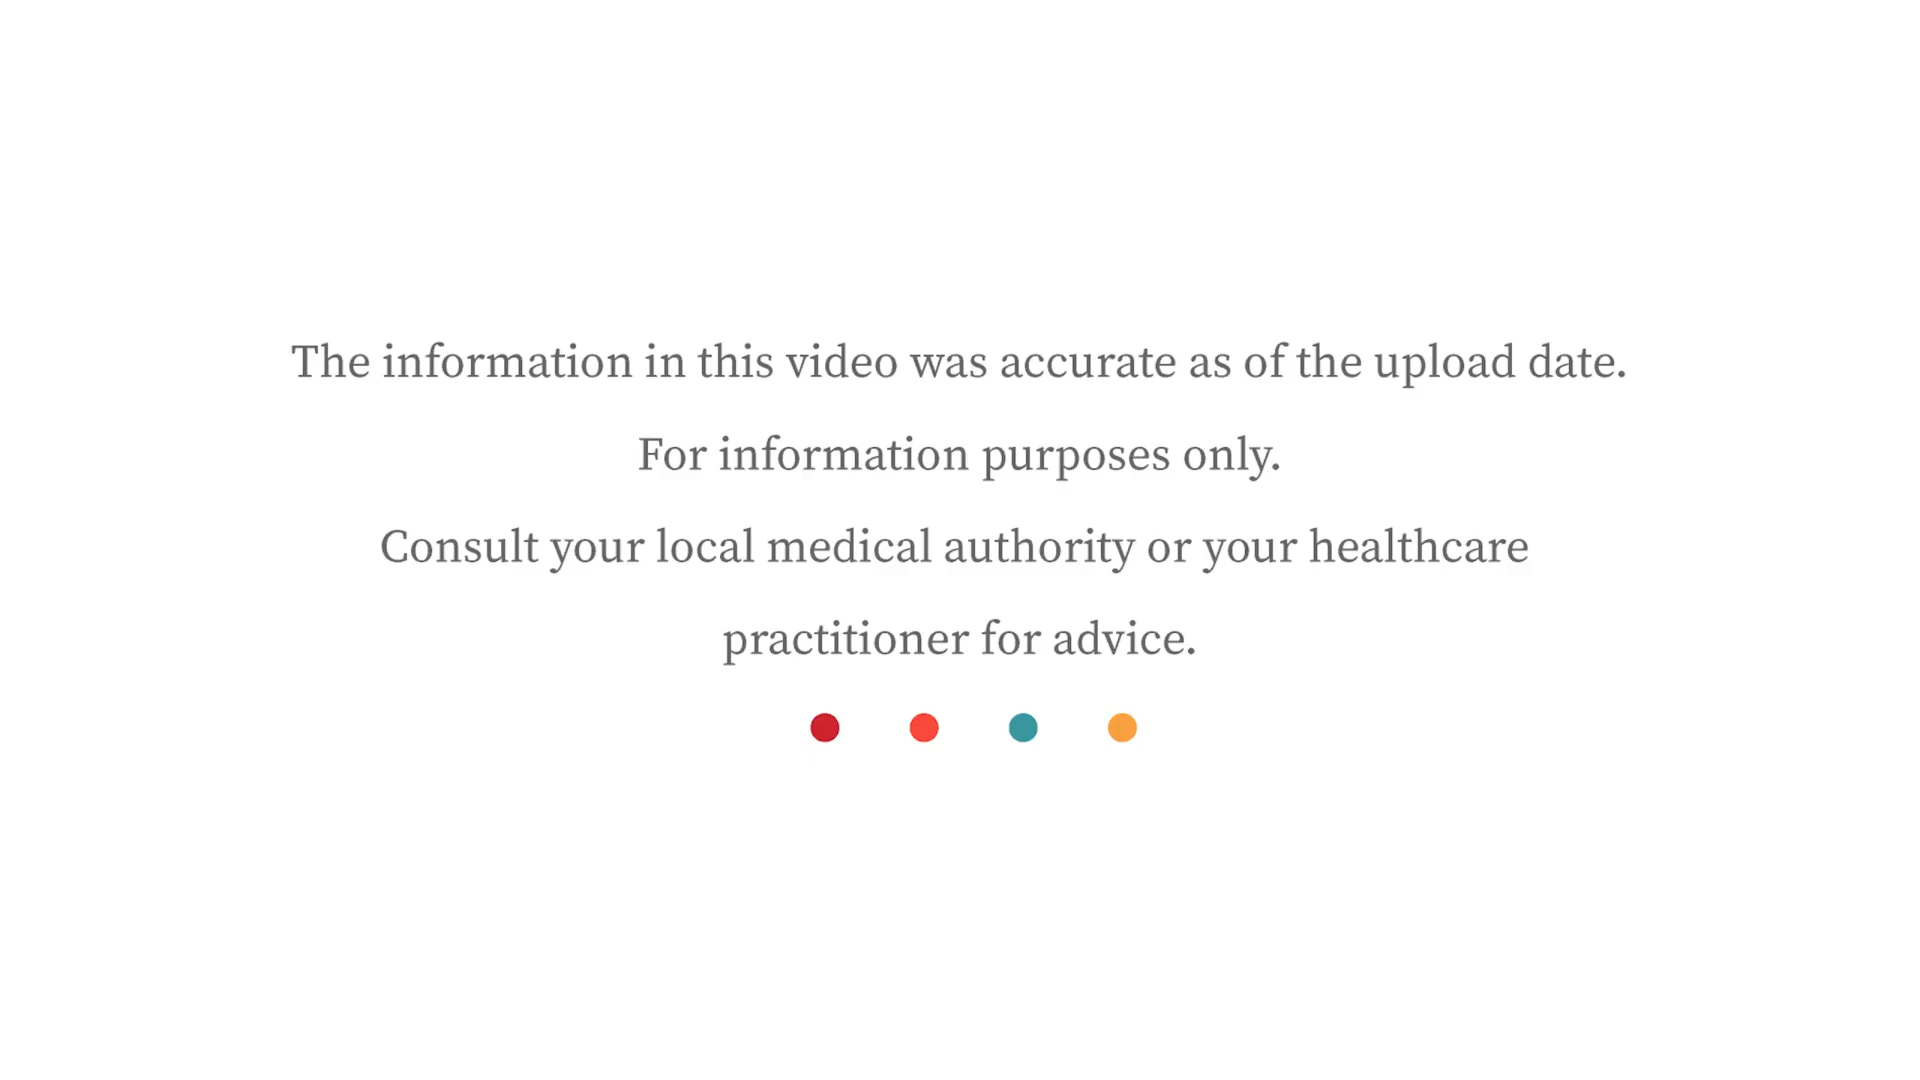 The information in this video was accurate as of the upload date.
For information purposes only.
Consult your local medical authority or your healthcare
practitioner for advice.